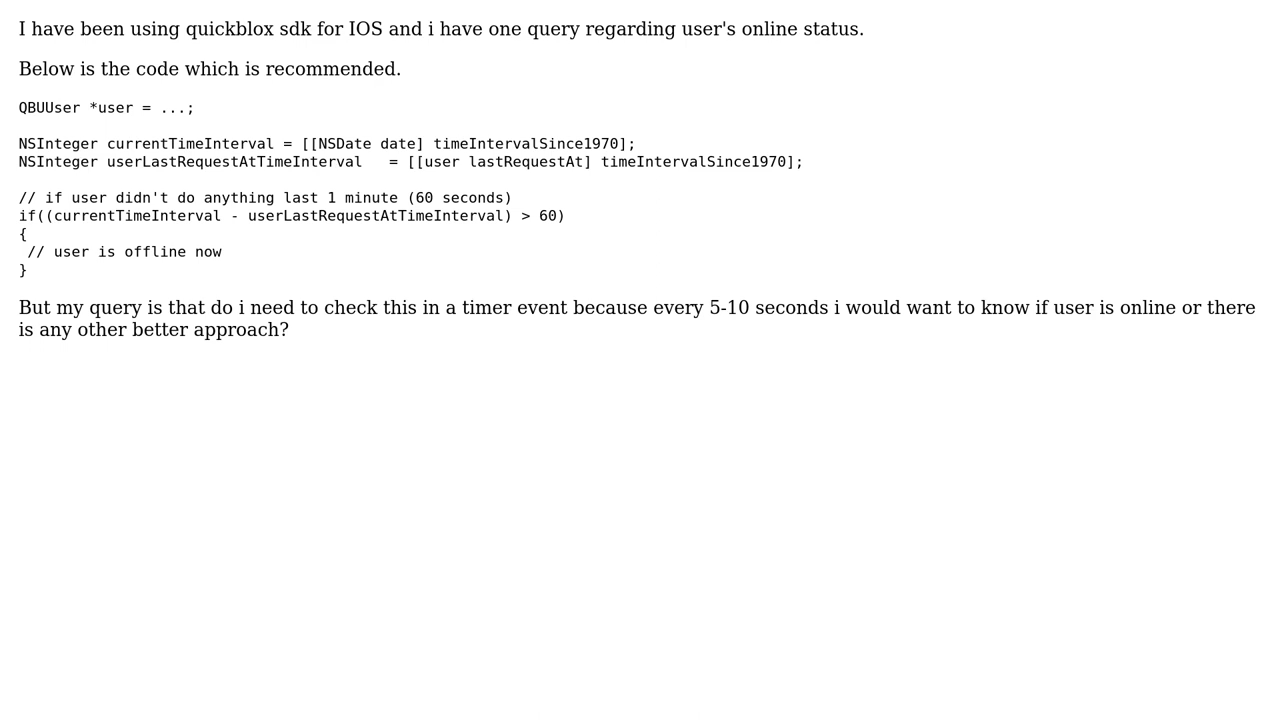 I have been using quickblox sdk for IOS and i have one query regarding user's online status.
Below is the code which is recommended.
QBUUser *user = ...;
NSInteger currentTimeInterval = [[NSDate date] timeIntervalSince1970];
NSInteger userLastRequestAtTimeInterval   = [[user lastRequestAt] timeIntervalSince1970];
// if user didn't do anything last 1 minute (60 seconds)
if((currentTimeInterval - userLastRequestAtTimeInterval) > 60)
{
 // user is offline now
}
But my query is that do i need to check this in a timer event because every 5-10 seconds i would want to know if user is online or there
is any other better approach?